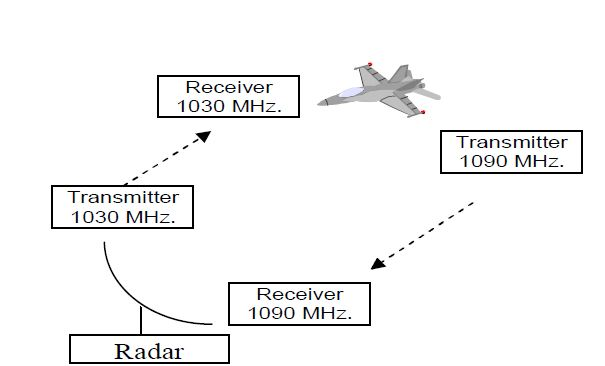 Receiver
1030 MHz.
Transmitter
1090 MHz.
Transmitter
1030 MHz.
Receiver
1090 MHz.
Radar